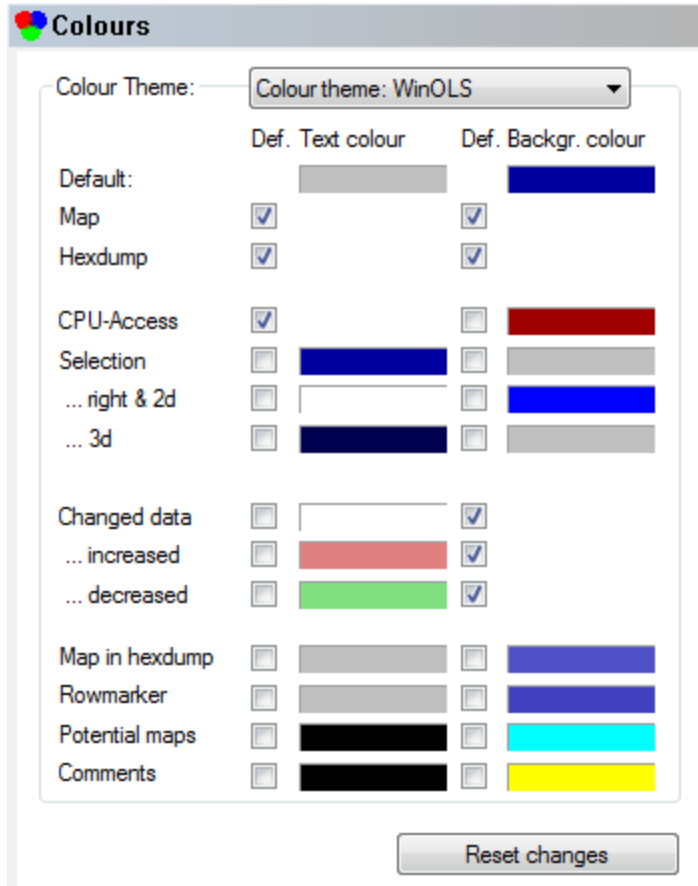 Colours
Colour Theme: Colour theme: WinOLS
Def. Text colour Def. Backgr. colour
Default:
Map
Hexdump
CPU-Access
Selection
... right & 2d
... 3d
Changed data
... increased
... decreased
Map in hexdump
Rowmarker
Potential maps
Comments
Reset changes